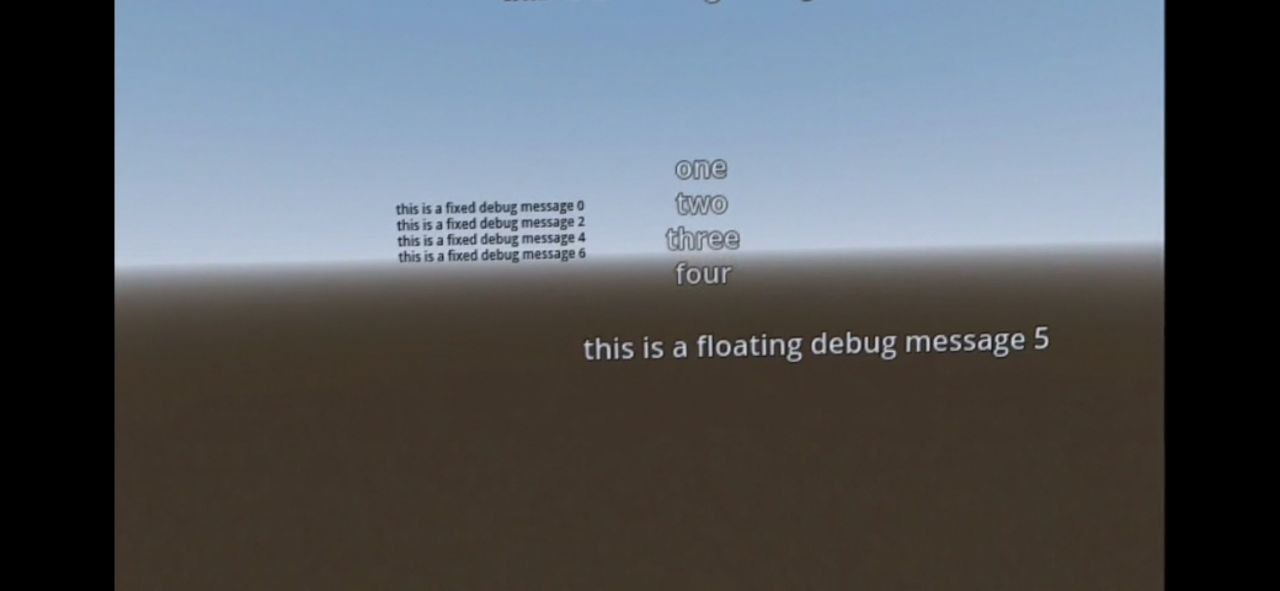 this is a fixed debug message 0
this is a fixed debug message 2
this is a fixed debug message 4
this is a fixed debug message 6
one
two
three
four
this is a floating debug message 5